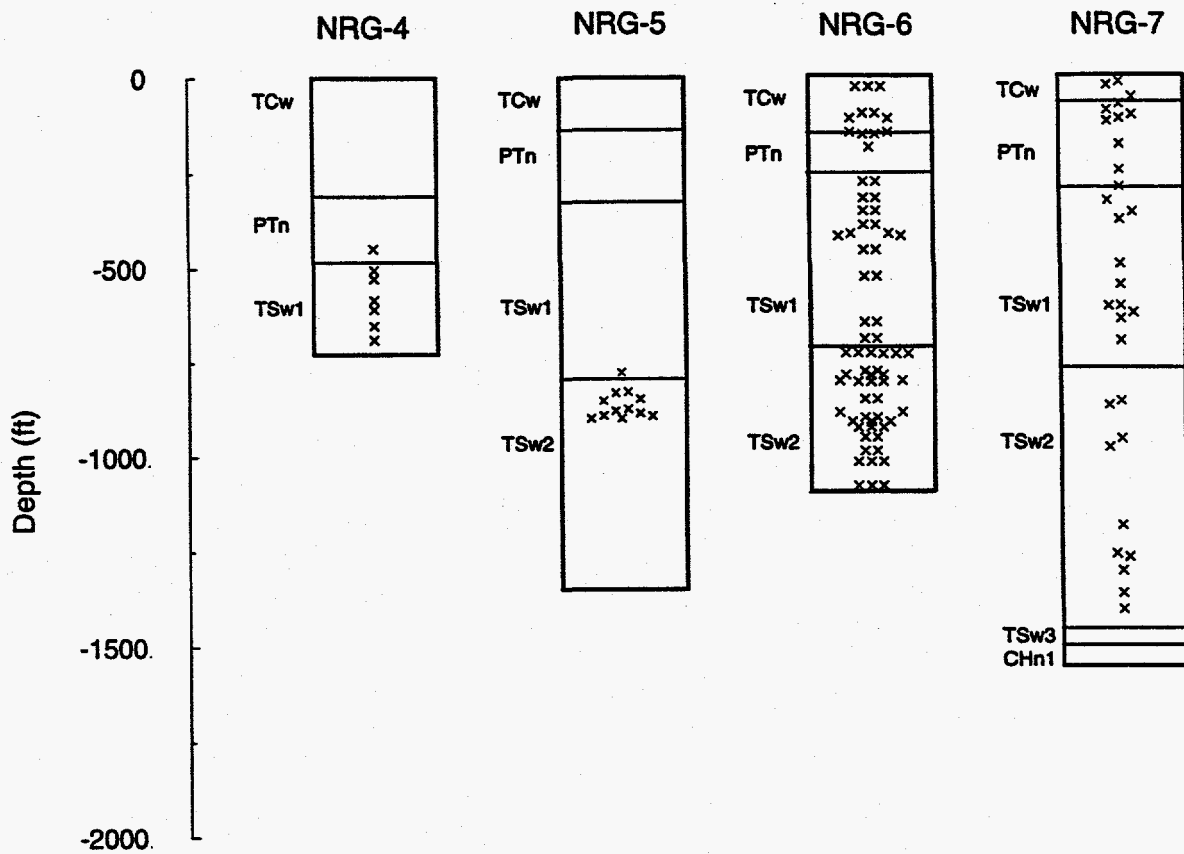 NRG-4 NRG-5 NRG-6 NRG-7
0
-500
-1000.
-1500.
-2000.
Depth (ft)
TCw
PTn
TSw1
TCw
PTn
TSw1
TSw2
TCw
PTn
TSw1
TSw2
TCw
PTn
TSw1
TSw2
TSw3
CHn1